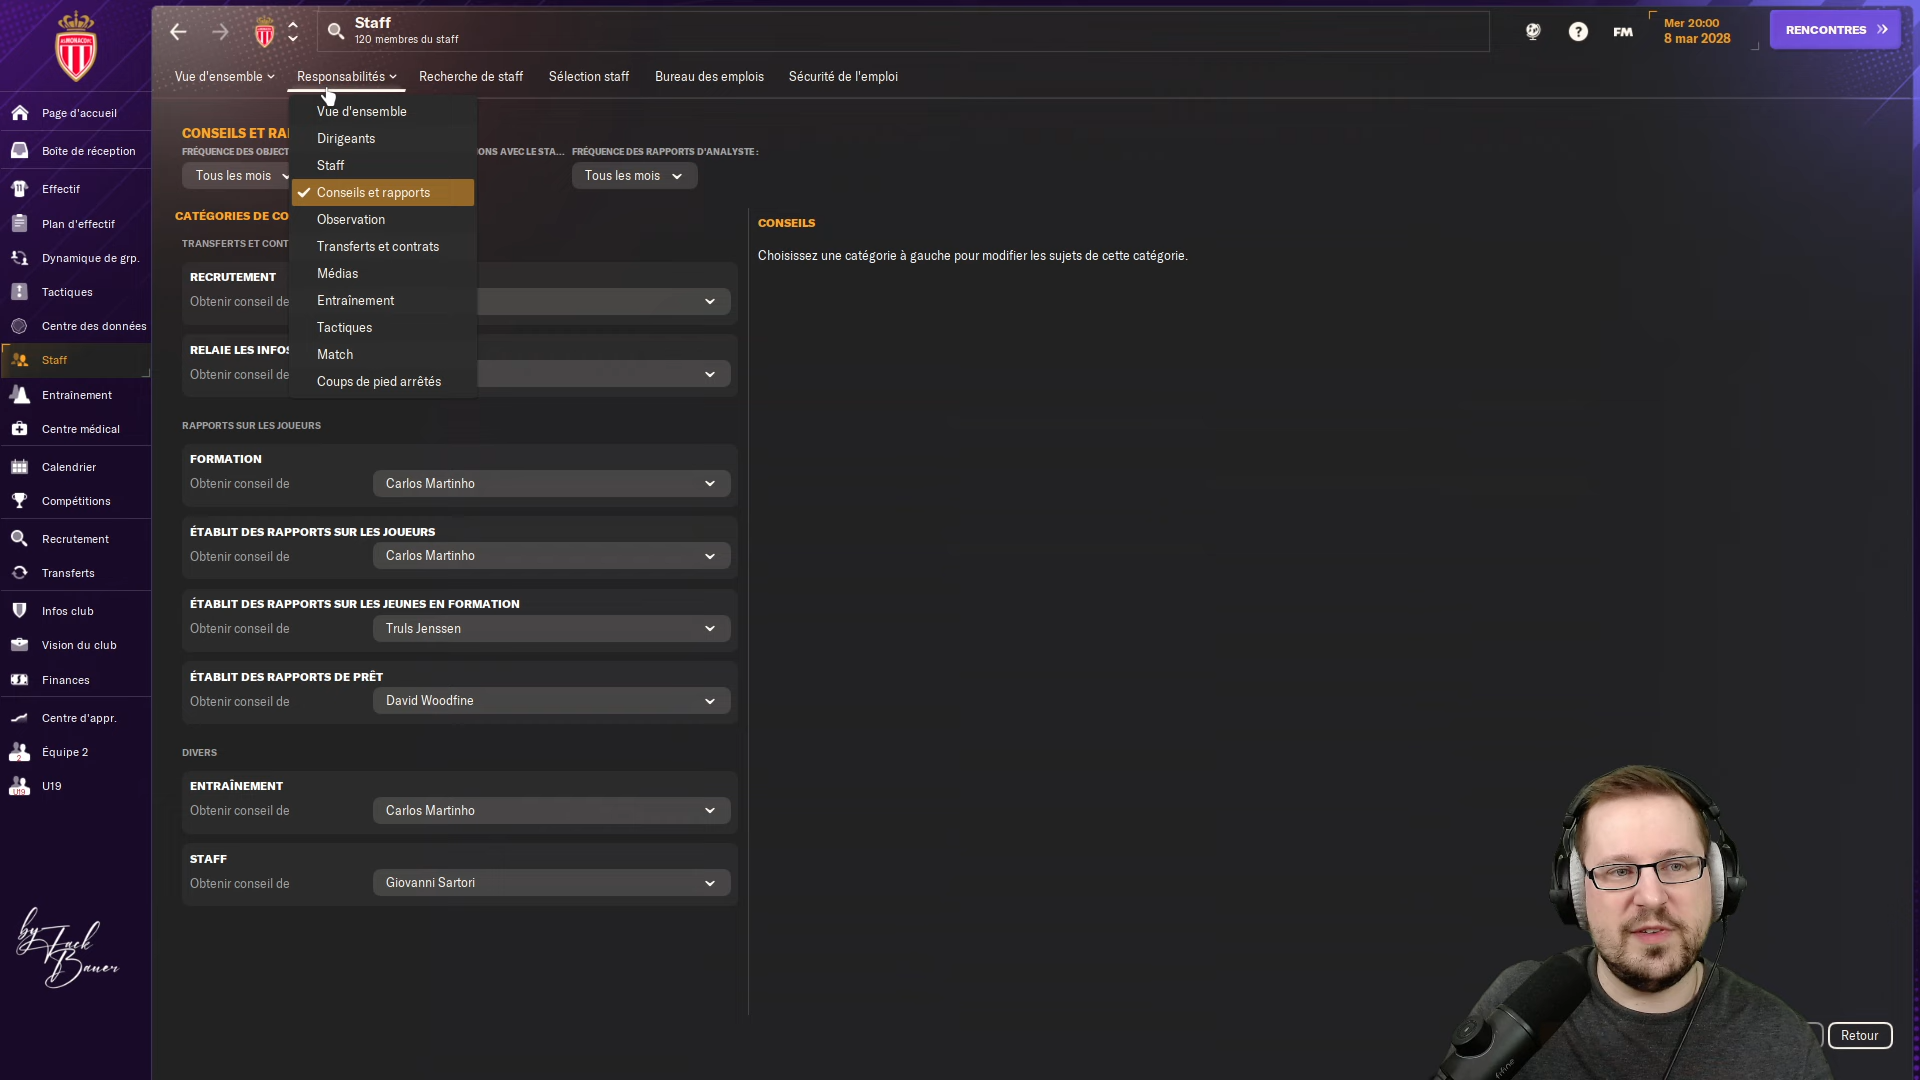 Staff
120 membres du staff
FM
Mer 20:00
8 mar 2028
RENCONTRES
Vue d'ensemble
Responsabilités
Recherche de staff
Sélection staff
Bureau des emplois
Sécurité de l'emploi
Page d'accueil
Boîte de réception
Effectif
Plan d'effectif
Dynamique de grp.
Tactiques
Centre des données
Staff
Entraînement
Centre médical
Calendrier
Compétitions
Recrutement
Transferts
Infos club
Vision du club
Finances
Centre d'appr.
Équipe 2
U19
by Jack Bauer
Vue d'ensemble
Dirigeants
Staff
Conseils et rapports
Observation
Transferts et contrats
Médias
Entraînement
Tactiques
Match
Coups de pied arrêtés
CONSEILS ET RA
FRÉQUENCE DES OBJECT
IONS AVEC LE STA...
FRÉQUENCE DES RAPPORTS D'ANALYSTE :
Tous les mois
Tous les mois
CATÉGORIES DE CO
TRANSFERTS ET CONT
RECRUTEMENT
Obtenir conseil de
RELAIE LES INFOS
Obtenir conseil de
RAPPORTS SUR LES JOUEURS
FORMATION
Obtenir conseil de
Carlos Martinho
ÉTABLIT DES RAPPORTS SUR LES JOUEURS
Obtenir conseil de
Carlos Martinho
ÉTABLIT DES RAPPORTS SUR LES JEUNES EN FORMATION
Obtenir conseil de
Truls Jenssen
ÉTABLIT DES RAPPORTS DE PRÊT
Obtenir conseil de
David Woodfine
DIVERS
ENTRAÎNEMENT
Obtenir conseil de
Carlos Martinho
STAFF
Obtenir conseil de
Giovanni Sartori
CONSEILS
Choisissez une catégorie à gauche pour modifier les sujets de cette catégorie.
Retour